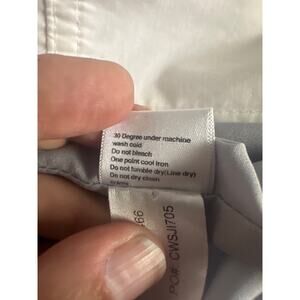 30 Degree under machine
wash cold
Do not bleach
One point cool iron
Do not tumble dry(Line dry)
Do not dry clean
466
PO#: CWSJ1705